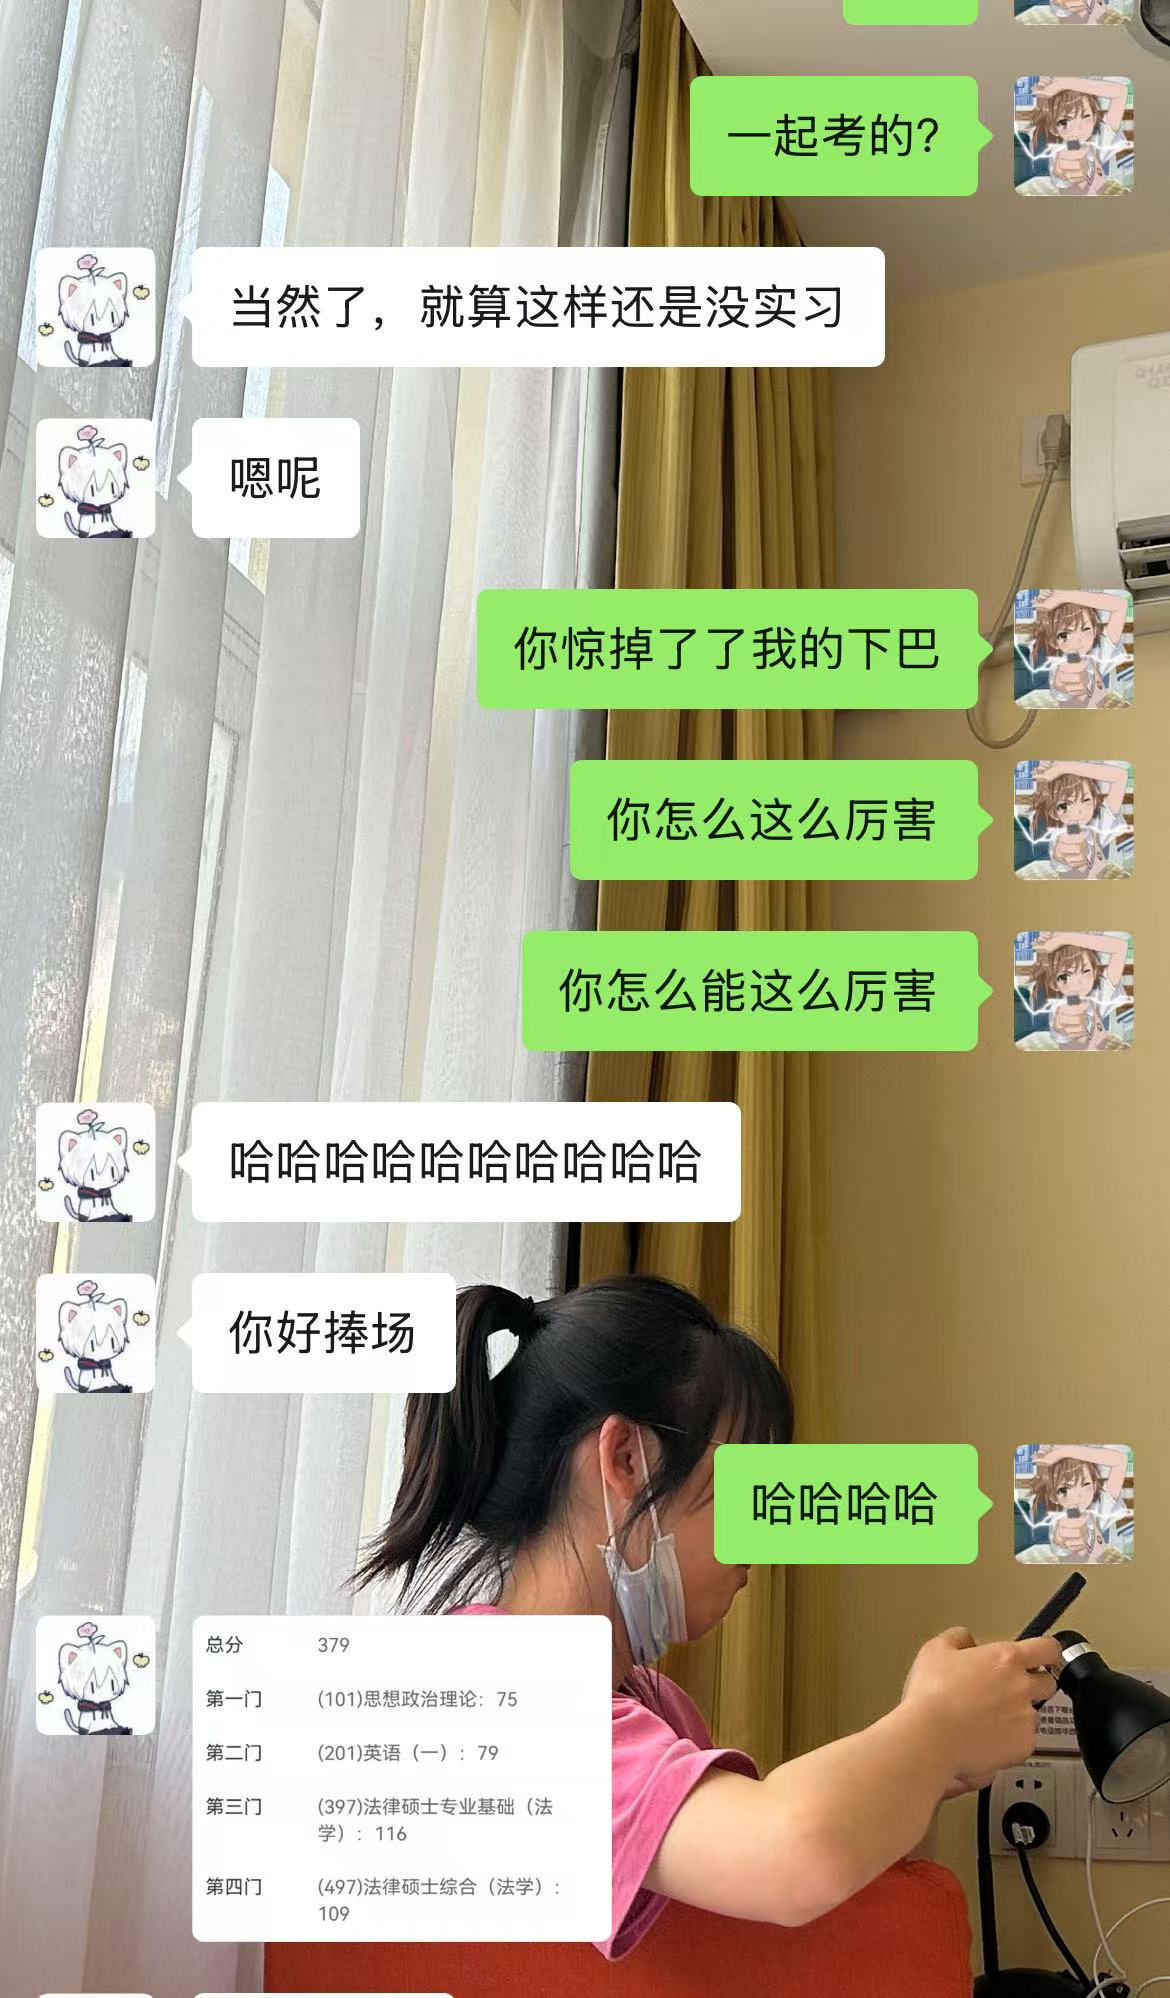 一起考的?
当然了，就算这样还是没实习
嗯呢
你惊掉了了我的下巴
你怎么这么厉害
你怎么能这么厉害
哈哈哈哈哈哈哈哈哈哈
你好捧场
哈哈哈哈
总分 379
第一门 (101)思想政治理论：75
第二门 (201)英语（一）：79
第三门 (397)法律硕士专业基础（法
学）：116
第四门 (497)法律硕士综合（法学）：
109